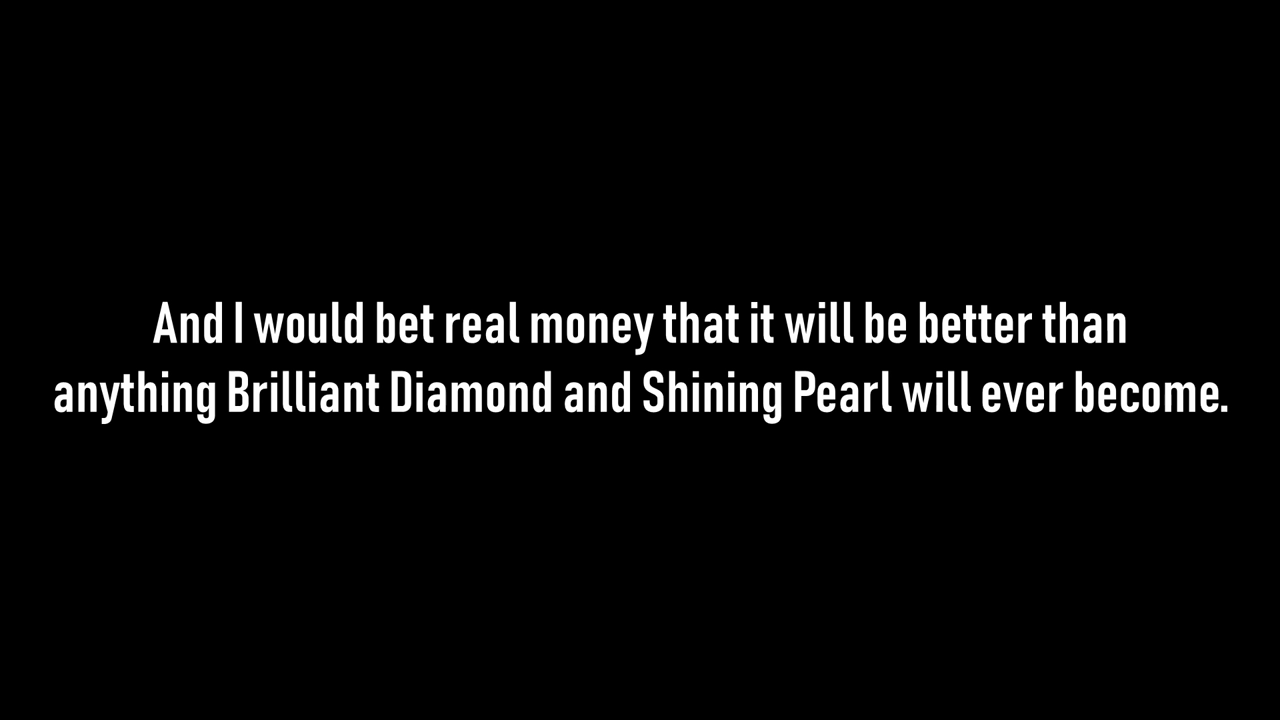 And I would bet real money that it will be better than
anything Brilliant Diamond and Shining Pearl will ever become.